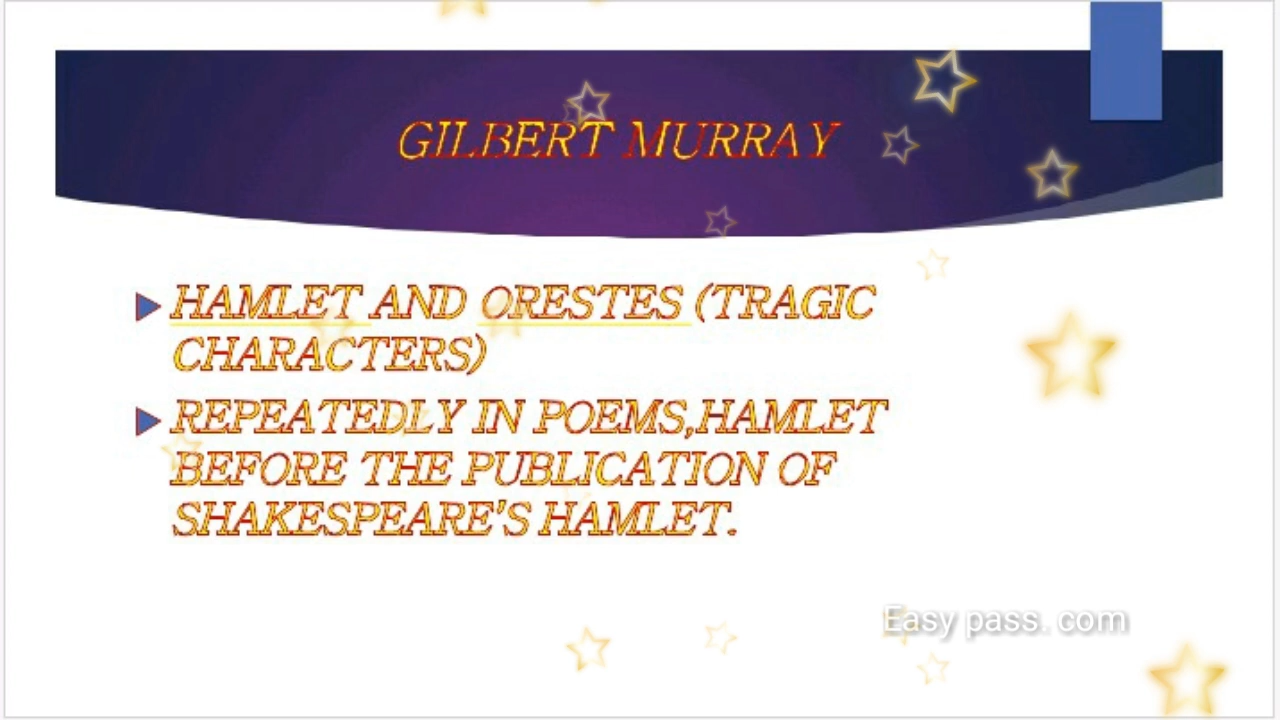 GILBERT MURRAY
HAMLET AND ORESTES (TRAGIC
CHARACTERS)
REPEATEDLY IN POEMS,HAMLET
BEFORE THE PUBLICATION OF
SHAKESPEARE'S HAMLET.
Easy pass. com